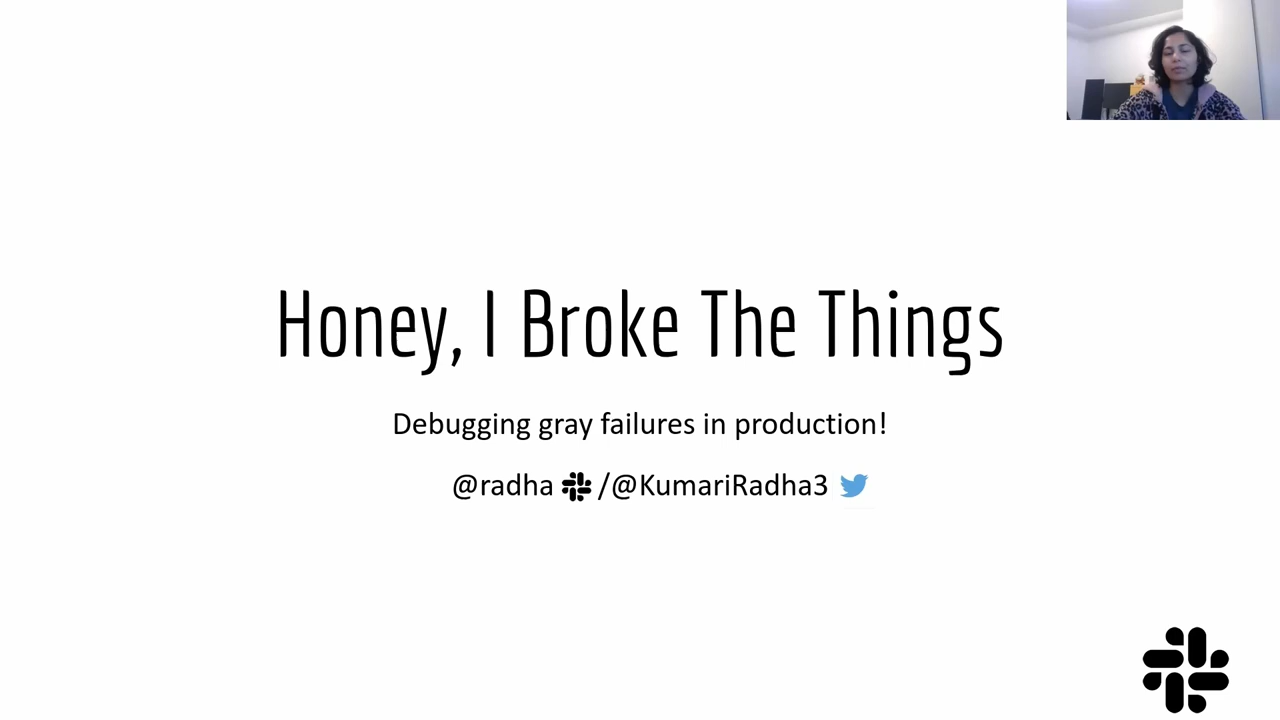 Honey, I Broke The Things
Debugging gray failures in production!
@radha /@KumariRadha3